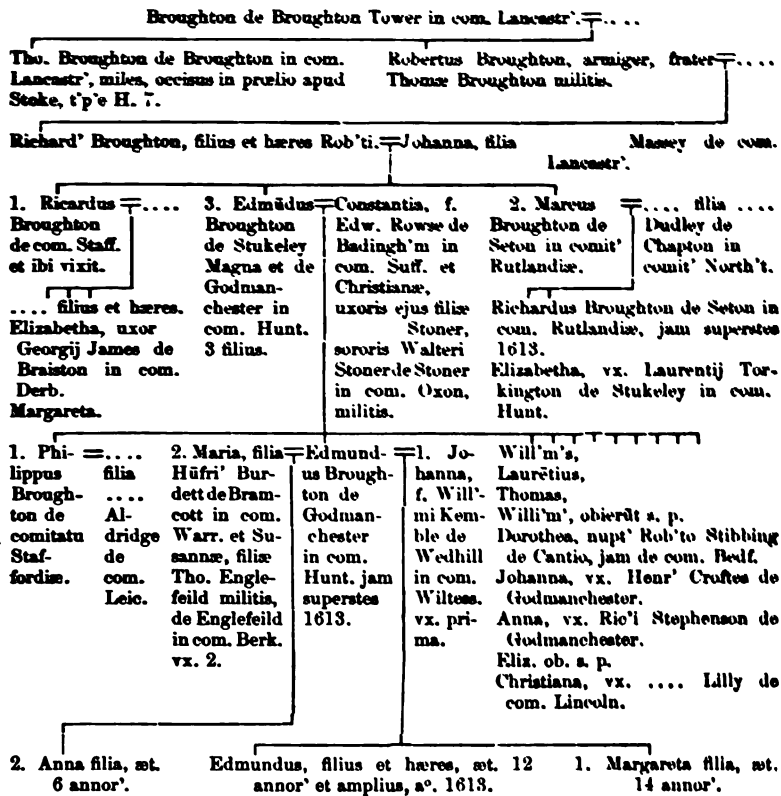 Broughton de Broughton Tower in com. Lancastr'.=....
Tho. Broughton de Broughton in com.
Lancastr', miles, occisus in prœlio apud
Stoke, t'p'e H. 7.
Robertus Broughton, armiger, frater=....
Thomæ Broughton militis.
Richard' Broughton, filius et hæres Rob'ti.=Johanna, filia Massey de com.
Lancastr'.
1. Ricardus=....
Broughton
de com. Staff.
et ibi vixit.
.... filius et hæres.
Elizabetha, uxor
Georgij James de
Braiston in com.
Derb.
Margareta.
3. Edmūdus=
Broughton
de Stukeley
Magna et de
Godman-
chester in
com. Hunt.
3 filius.
Constantia, f.
Edw. Rowse de
Badingh'm in
com. Suff. et
Christianæ,
uxoris ejus filiæ
Stoner,
sororis Walteri
Stoner de Stoner
in com. Oxon,
militis.
2. Marcus=
Broughton de
Seton in comit'
Rutlandiæ.
.... filia ....
Dudley de
Chapton in
comit' North't.
Richardus Broughton de Seton in
com. Rutlandiæ, jam superstes
1613.
Elizabetha, vx. Laurentij Tor-
kington de Stukeley in com.
Hunt.
1. Phi-=....
lippus
Brough-
ton de
comitatu
Staf-
fordiæ.
filia
....
Al-
dridge
de
com.
Leic.
2. Maria, filia=
Hūfri' Bur-
dett de Bram-
cott in com.
Warr. et Su-
sannæ, filiæ
Tho. Engle-
feild militis,
de Englefeild
in com. Berk.
vx. 2.
Edmund-=
us Brough-
ton de
Godman-
chester
in com.
Hunt. jam
superstes
1613.
1. Jo-
hanna,
f. Will'-
mi Kem-
ble de
Wedhill
in com.
Wiltess.
vx. pri-
ma.
Will'm's,
Laurētius,
Thomas,
Willi'm', obierūt s. p.
Dorothea, nupt' Rob'to Stibbing
de Cantio, jam de com. Bedf.
Johanna, vx. Henr' Croftes de
Godmanchester.
Anna, vx. Ric'i Stephenson de
Godmanchester.
Eliz. ob. s. p.
Christiana, vx. .... Lilly de
com. Lincoln.
2. Anna filia, æt.
6 annor'.
Edmundus, filius et hæres, æt. 12
annor' et amplius, aº. 1613.
1. Margareta filia, æt.
14 annor'.